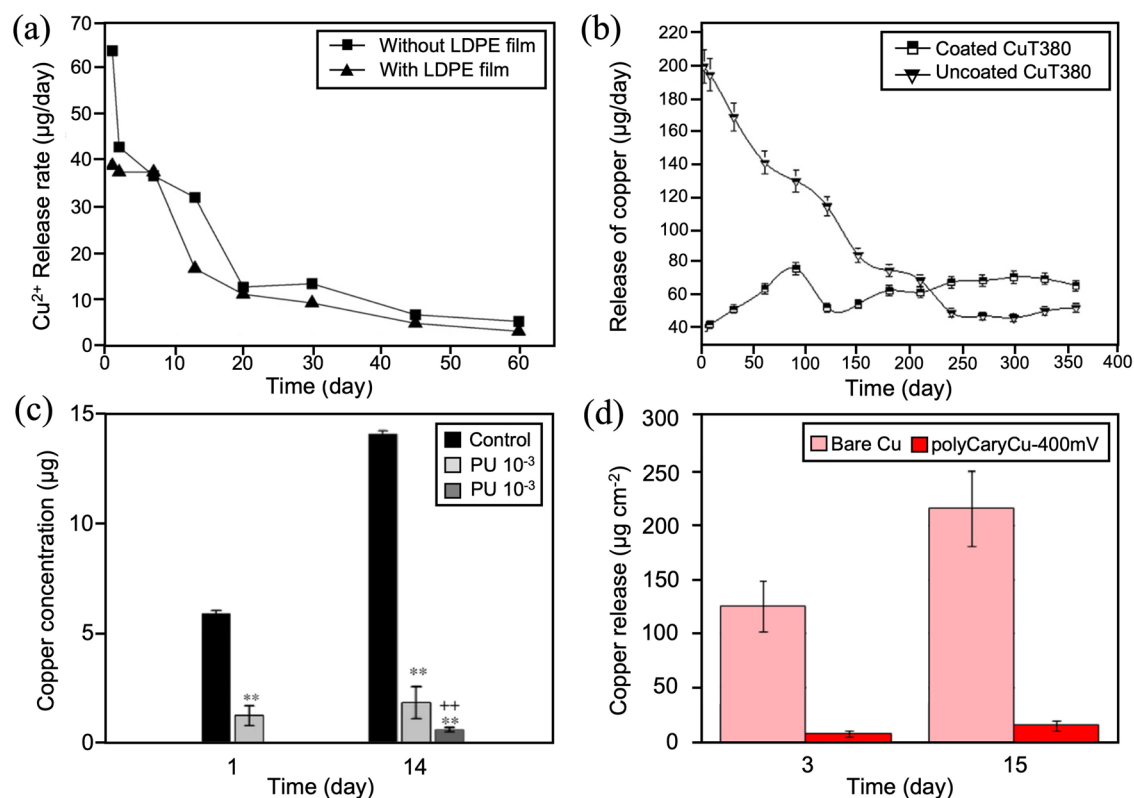 (a)
70
60
50
40
30
20
10
0
Cu²⁺ Release rate (µg/day)
Without LDPE film
With LDPE film
0 10 20 30 40 50 60
Time (day)
(b)
220
200
180
160
140
120
100
80
60
40
Release of copper (µg/day)
Coated CuT380
Uncoated CuT380
0 50 100 150 200 250 300 350 400
Time (day)
(c)
15
10
5
0
Copper concentration (µg)
Control
PU 10⁻³
PU 10⁻³
**
**
++
**
1 14
Time (day)
(d)
300
250
200
150
100
50
0
Copper release (µg cm⁻²)
Bare Cu polyCaryCu-400mV
3 15
Time (day)